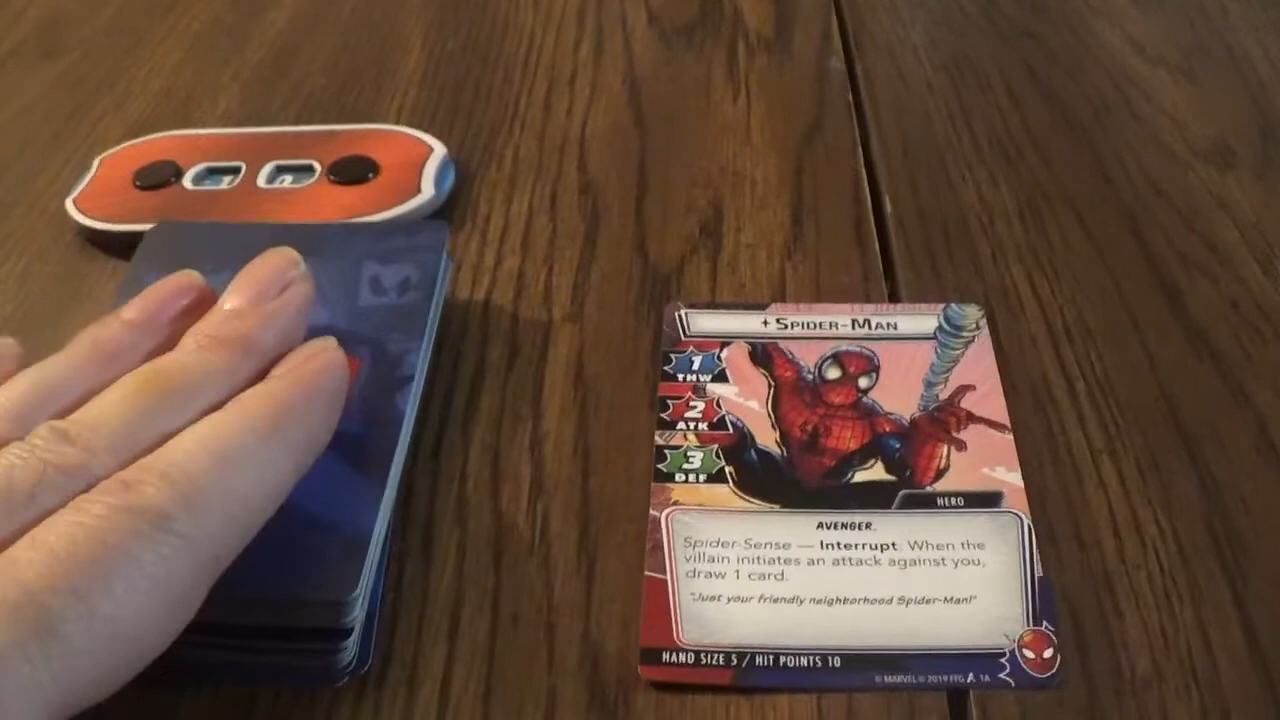 SPIDER-MAN
1
THW
2
ATK
3
DEF
HERO
AVENGER.
Spider-Sense — Interrupt: When the
villain initiates an attack against you,
draw 1 card.
"Just your friendly neighborhood Spider-Man!"
HAND SIZE 5 / HIT POINTS 10
© MARVEL © 2019 FFG 1A